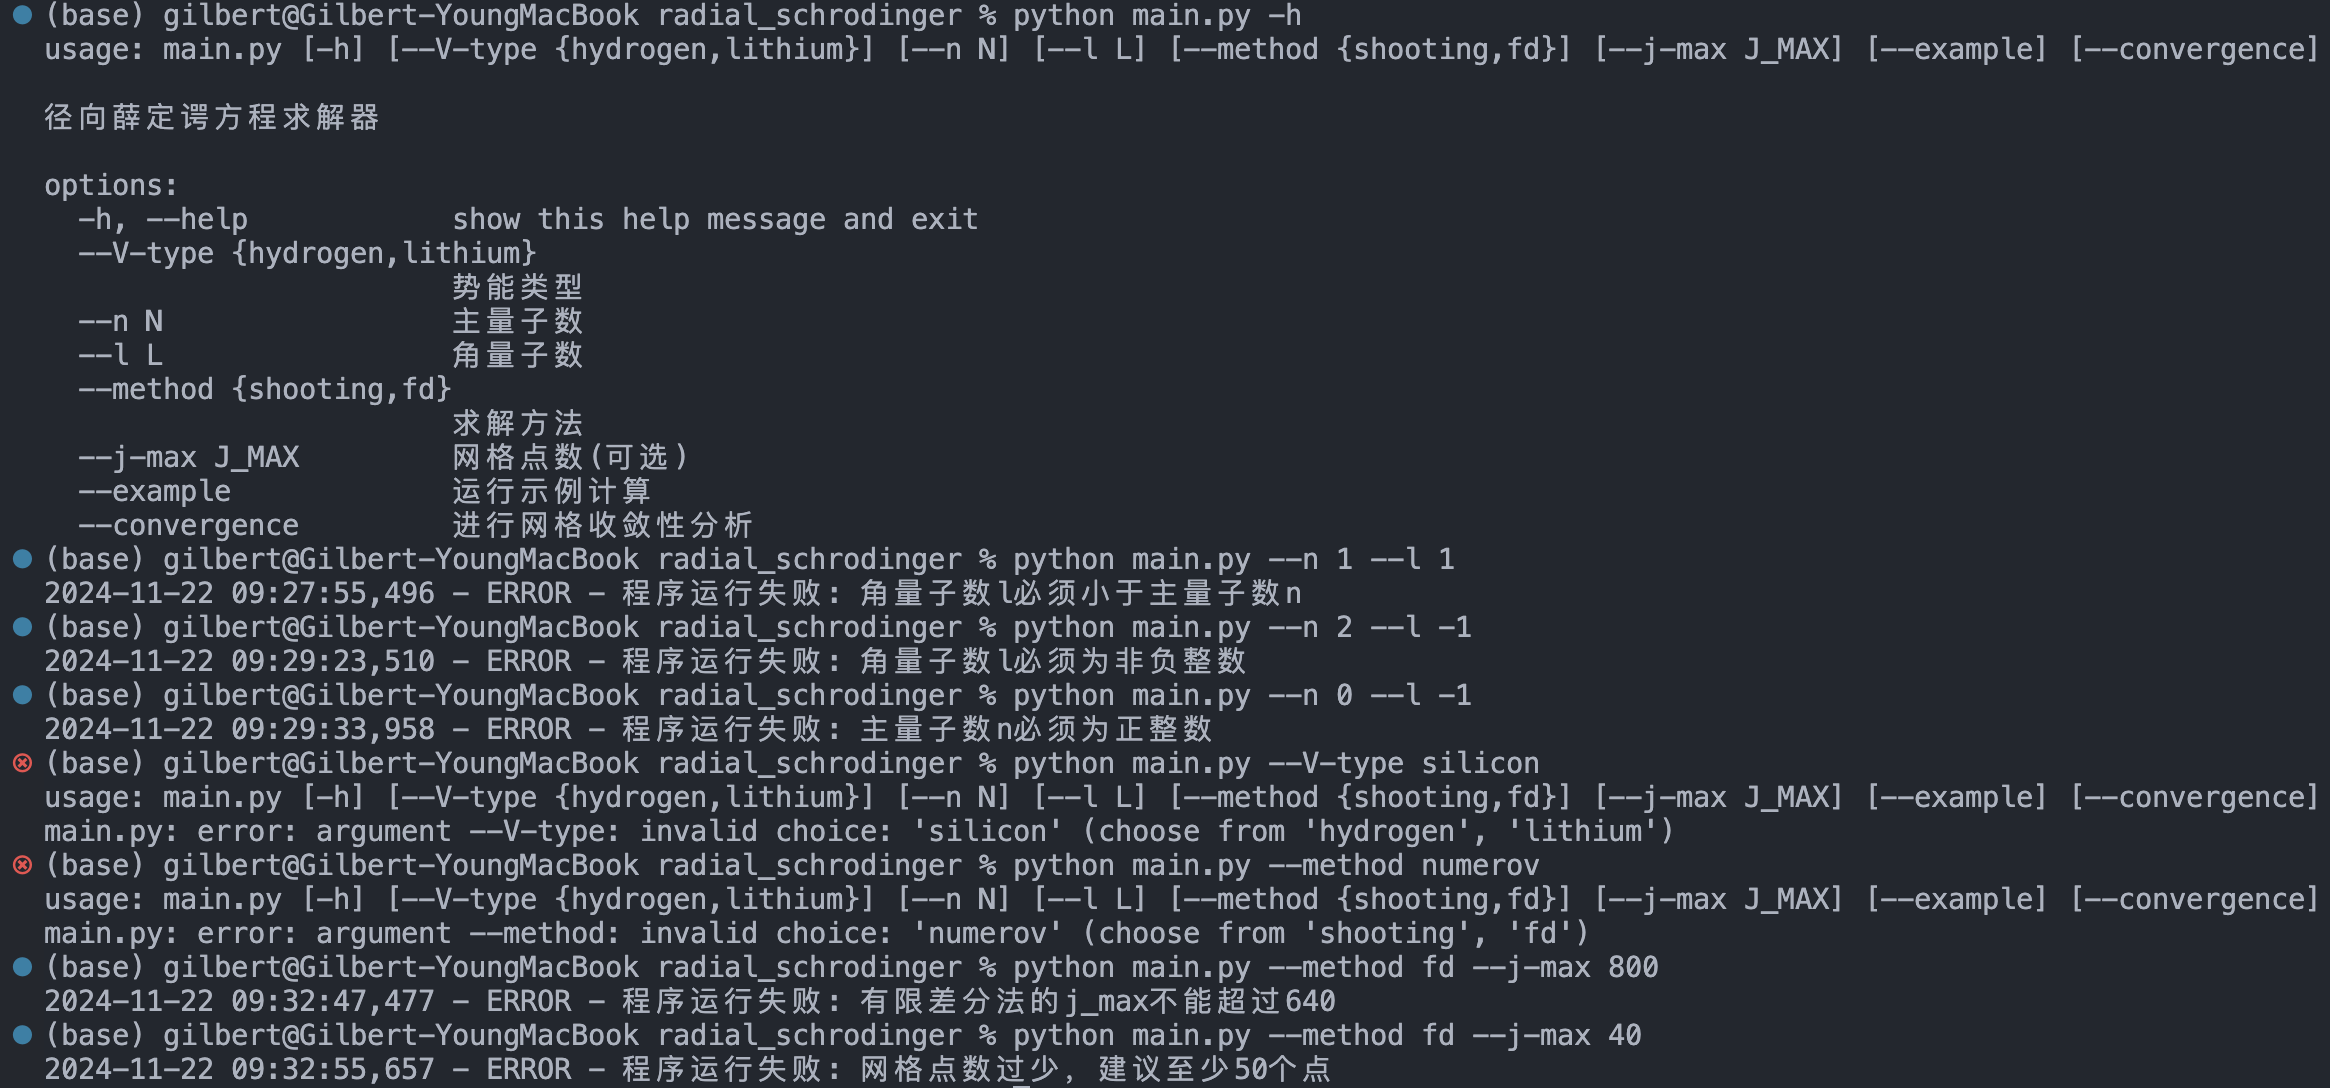 (base) gilbert@Gilbert-YoungMacBook radial_schrodinger % python main.py -h
usage: main.py [-h] [--V-type {hydrogen,lithium}] [--n N] [--l L] [--method {shooting,fd}] [--j-max J_MAX] [--example] [--convergence]
径向薛定谔方程求解器
options:
-h, --help show this help message and exit
--V-type {hydrogen,lithium}
势能类型
--n N 主量子数
--l L 角量子数
--method {shooting,fd}
求解方法
--j-max J_MAX 网格点数(可选)
--example 运行示例计算
--convergence 进行网格收敛性分析
(base) gilbert@Gilbert-YoungMacBook radial_schrodinger % python main.py --n 1 --l 1
2024-11-22 09:27:55,496 - ERROR - 程序运行失败: 角量子数l必须小于主量子数n
(base) gilbert@Gilbert-YoungMacBook radial_schrodinger % python main.py --n 2 --l -1
2024-11-22 09:29:23,510 - ERROR - 程序运行失败: 角量子数l必须为非负整数
(base) gilbert@Gilbert-YoungMacBook radial_schrodinger % python main.py --n 0 --l -1
2024-11-22 09:29:33,958 - ERROR - 程序运行失败: 主量子数n必须为正整数
(base) gilbert@Gilbert-YoungMacBook radial_schrodinger % python main.py --V-type silicon
usage: main.py [-h] [--V-type {hydrogen,lithium}] [--n N] [--l L] [--method {shooting,fd}] [--j-max J_MAX] [--example] [--convergence]
main.py: error: argument --V-type: invalid choice: 'silicon' (choose from 'hydrogen', 'lithium')
(base) gilbert@Gilbert-YoungMacBook radial_schrodinger % python main.py --method numerov
usage: main.py [-h] [--V-type {hydrogen,lithium}] [--n N] [--l L] [--method {shooting,fd}] [--j-max J_MAX] [--example] [--convergence]
main.py: error: argument --method: invalid choice: 'numerov' (choose from 'shooting', 'fd')
(base) gilbert@Gilbert-YoungMacBook radial_schrodinger % python main.py --method fd --j-max 800
2024-11-22 09:32:47,477 - ERROR - 程序运行失败: 有限差分法的j_max不能超过640
(base) gilbert@Gilbert-YoungMacBook radial_schrodinger % python main.py --method fd --j-max 40
2024-11-22 09:32:55,657 - ERROR - 程序运行失败: 网格点数过少, 建议至少50个点